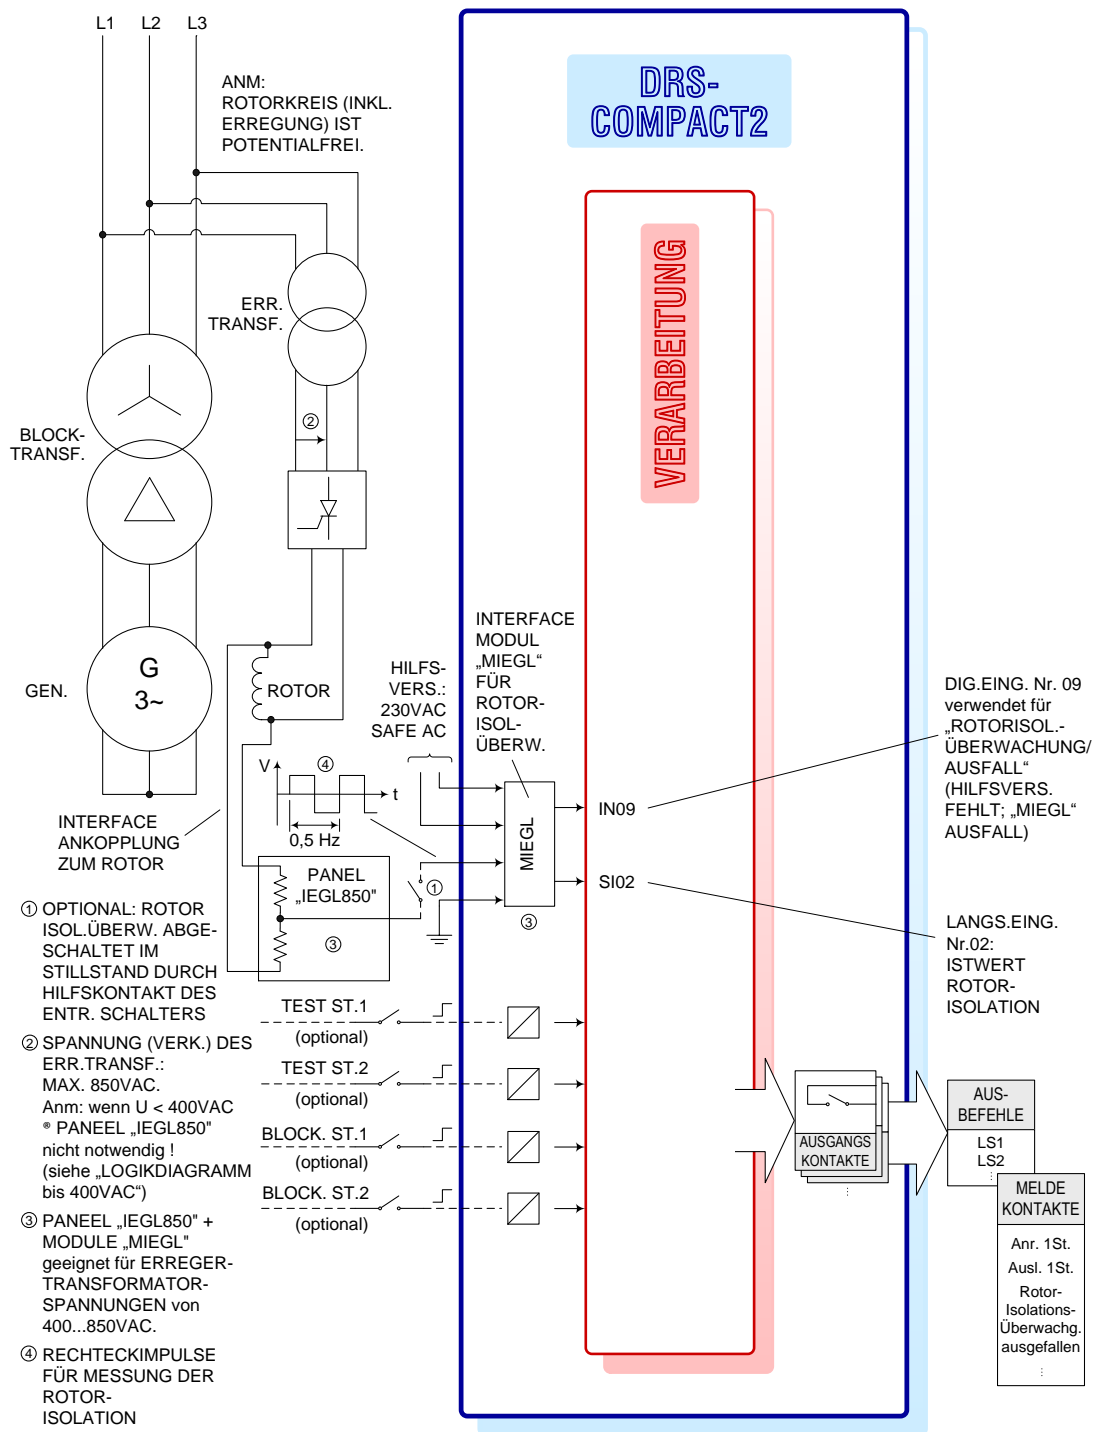 L1 L2 L3
ANM:
ROTORKREIS (INKL.
ERREGUNG) IST
POTENTIALFREI.
DRS-
COMPACT2
VERARBEITUNG
ERR.
TRANSF.
②
BLOCK-
TRANSF.
GEN.
G
3~
ROTOR
HILFS-
VERS.:
230VAC
SAFE AC
INTERFACE
MODUL
„MIEGL“
FÜR
ROTOR-
ISOL-
ÜBERW.
V
④
t
0,5 Hz
INTERFACE
ANKOPPLUNG
ZUM ROTOR
PANEL
„IEGL850"
③
①
MIEGL
③
IN09
SI02
DIG.EING. Nr. 09
verwendet für
„ROTORISOL.-
ÜBERWACHUNG/
AUSFALL“
(HILFSVERS.
FEHLT; „MIEGL“
AUSFALL)
LANGS.EING.
Nr.02:
ISTWERT
ROTOR-
ISOLATION
① OPTIONAL: ROTOR
ISOL.ÜBERW. ABGE-
SCHALTET IM
STILLSTAND DURCH
HILFSKONTAKT DES
ENTR. SCHALTERS
② SPANNUNG (VERK.) DES
ERR.TRANSF.:
MAX. 850VAC.
Anm: wenn U < 400VAC
® PANEEL „IEGL850"
nicht notwendig !
(siehe „LOGIKDIAGRAMM
bis 400VAC“)
③ PANEEL „IEGL850" +
MODULE „MIEGL"
geeignet für ERREGER-
TRANSFORMATOR-
SPANNUNGEN von
400...850VAC.
④ RECHTECKIMPULSE
FÜR MESSUNG DER
ROTOR-
ISOLATION
TEST ST.1
(optional)
TEST ST.2
(optional)
BLOCK. ST.1
(optional)
BLOCK. ST.2
(optional)
AUSGANGS
KONTAKTE
⋮
AUS-
BEFEHLE
LS1
LS2
⋮
MELDE
KONTAKTE
Anr. 1St.
Ausl. 1St.
Rotor-
Isolations-
Überwachg.
ausgefallen
⋮